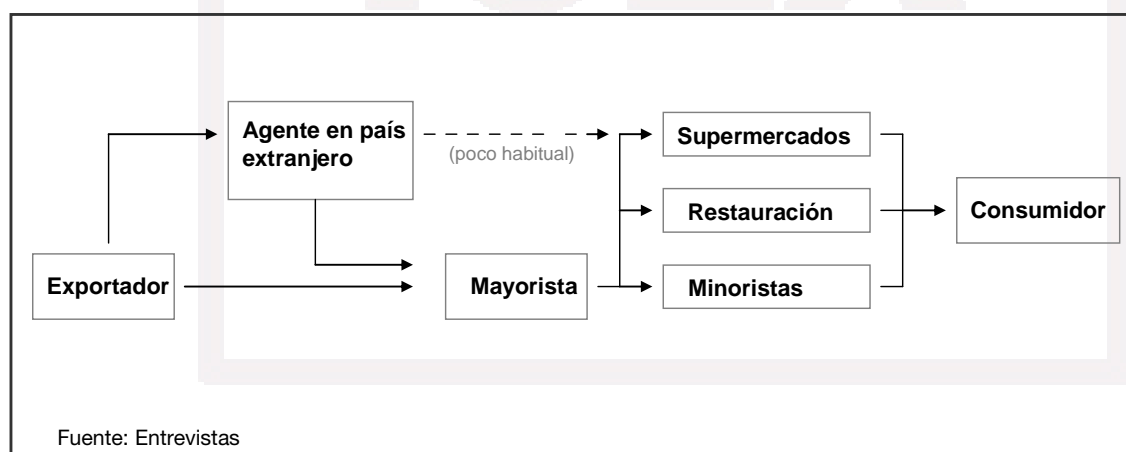 Agente en país
extranjero
(poco habitual)
Supermercados
Restauración
Consumidor
Exportador
Mayorista
Minoristas
Fuente: Entrevistas